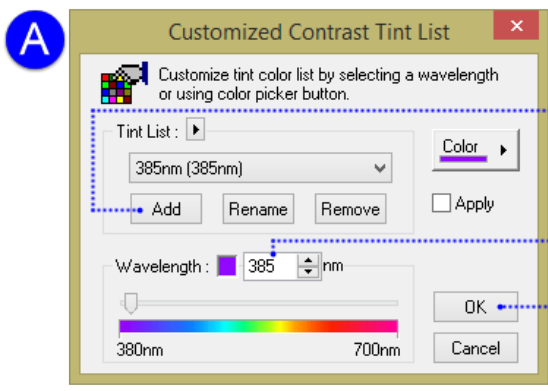 A
Customized Contrast Tint List
Customize tint color list by selecting a wavelength
or using color picker button.
Tint List :
Color
385nm (385nm)
Add
Rename
Remove
Apply
Wavelength :
385
nm
OK
380nm
700nm
Cancel